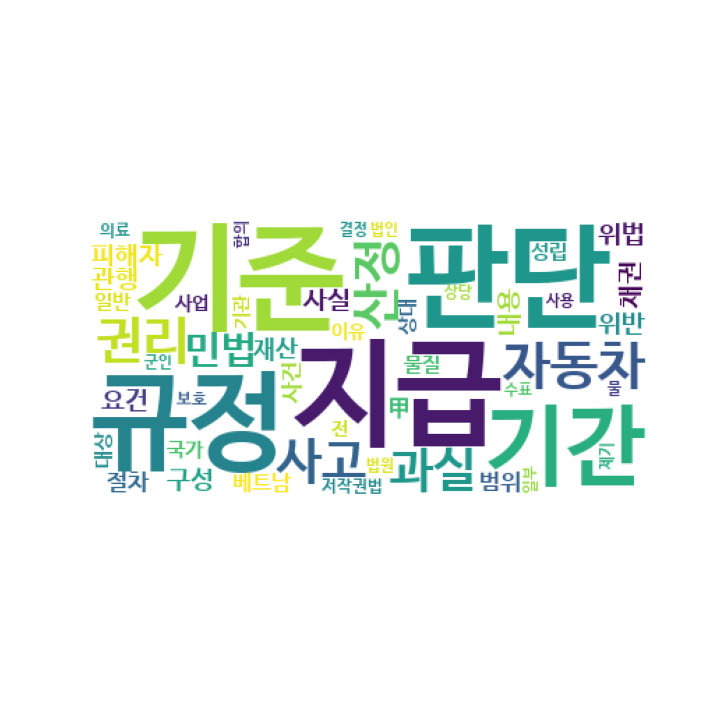 의료
합의
결정
법인
기준
판단
성립
위법
피해자
산정
관행
채권
일반
사업
기관
사실
상당
사용
내용
상대
위반
권리
민법
이유
재산
군인
지급
물질
자동차
사건
물
요건
보호
규정
甲
수표
기간
대상
국가
사고
전
법원
과실
제기
절차
구성
베트남
저작권법
범위
일부